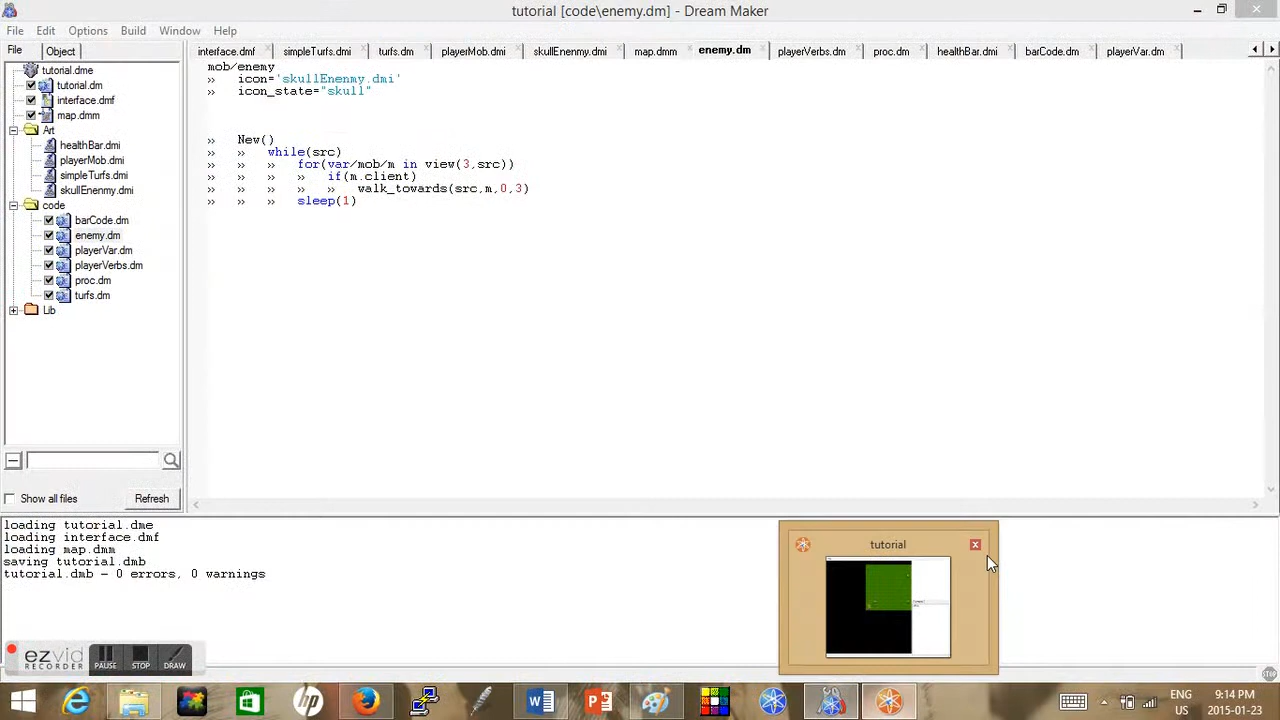 tutorial [code\enemy.dm] - Dream Maker
File Edit Options Build Window Help
File Object
interface.dmf simpleTurfs.dmi turfs.dm playerMob.dmi skullEnenmy.dmi map.dmm enemy.dm playerVerbs.dm proc.dm healthBar.dmi barCode.dm playerVar.dm
tutorial.dme
tutorial.dm
interface.dmf
map.dmm
Art
healthBar.dmi
playerMob.dmi
simpleTurfs.dmi
skullEnenmy.dmi
code
barCode.dm
enemy.dm
playerVar.dm
playerVerbs.dm
proc.dm
turfs.dm
Lib
Show all files Refresh
mob/enemy
» icon='skullEnenmy.dmi'
» icon_state="skull"
» New()
» » while(src)
» » » for(var/mob/m in view(3,src))
» » » » if(m.client)
» » » » » walk_towards(src,m,0,3)
» » » sleep(1)
loading tutorial.dme
loading interface.dmf
loading map.dmm
saving tutorial.dmb
tutorial.dmb - 0 errors, 0 warnings
tutorial
ezvid
RECORDER
PAUSE STOP DRAW
hp
ENG
US
9:14 PM
2015-01-23